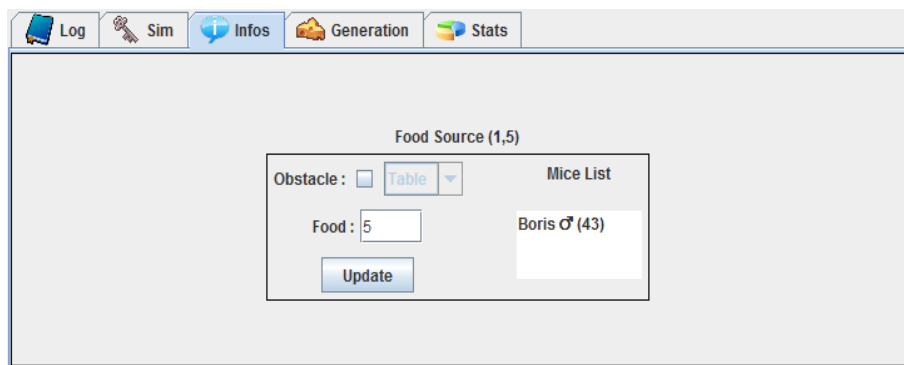 Log Sim Infos Generation Stats
Food Source (1,5)
Obstacle : Table Mice List
Food : 5 Boris ♂ (43)
Update